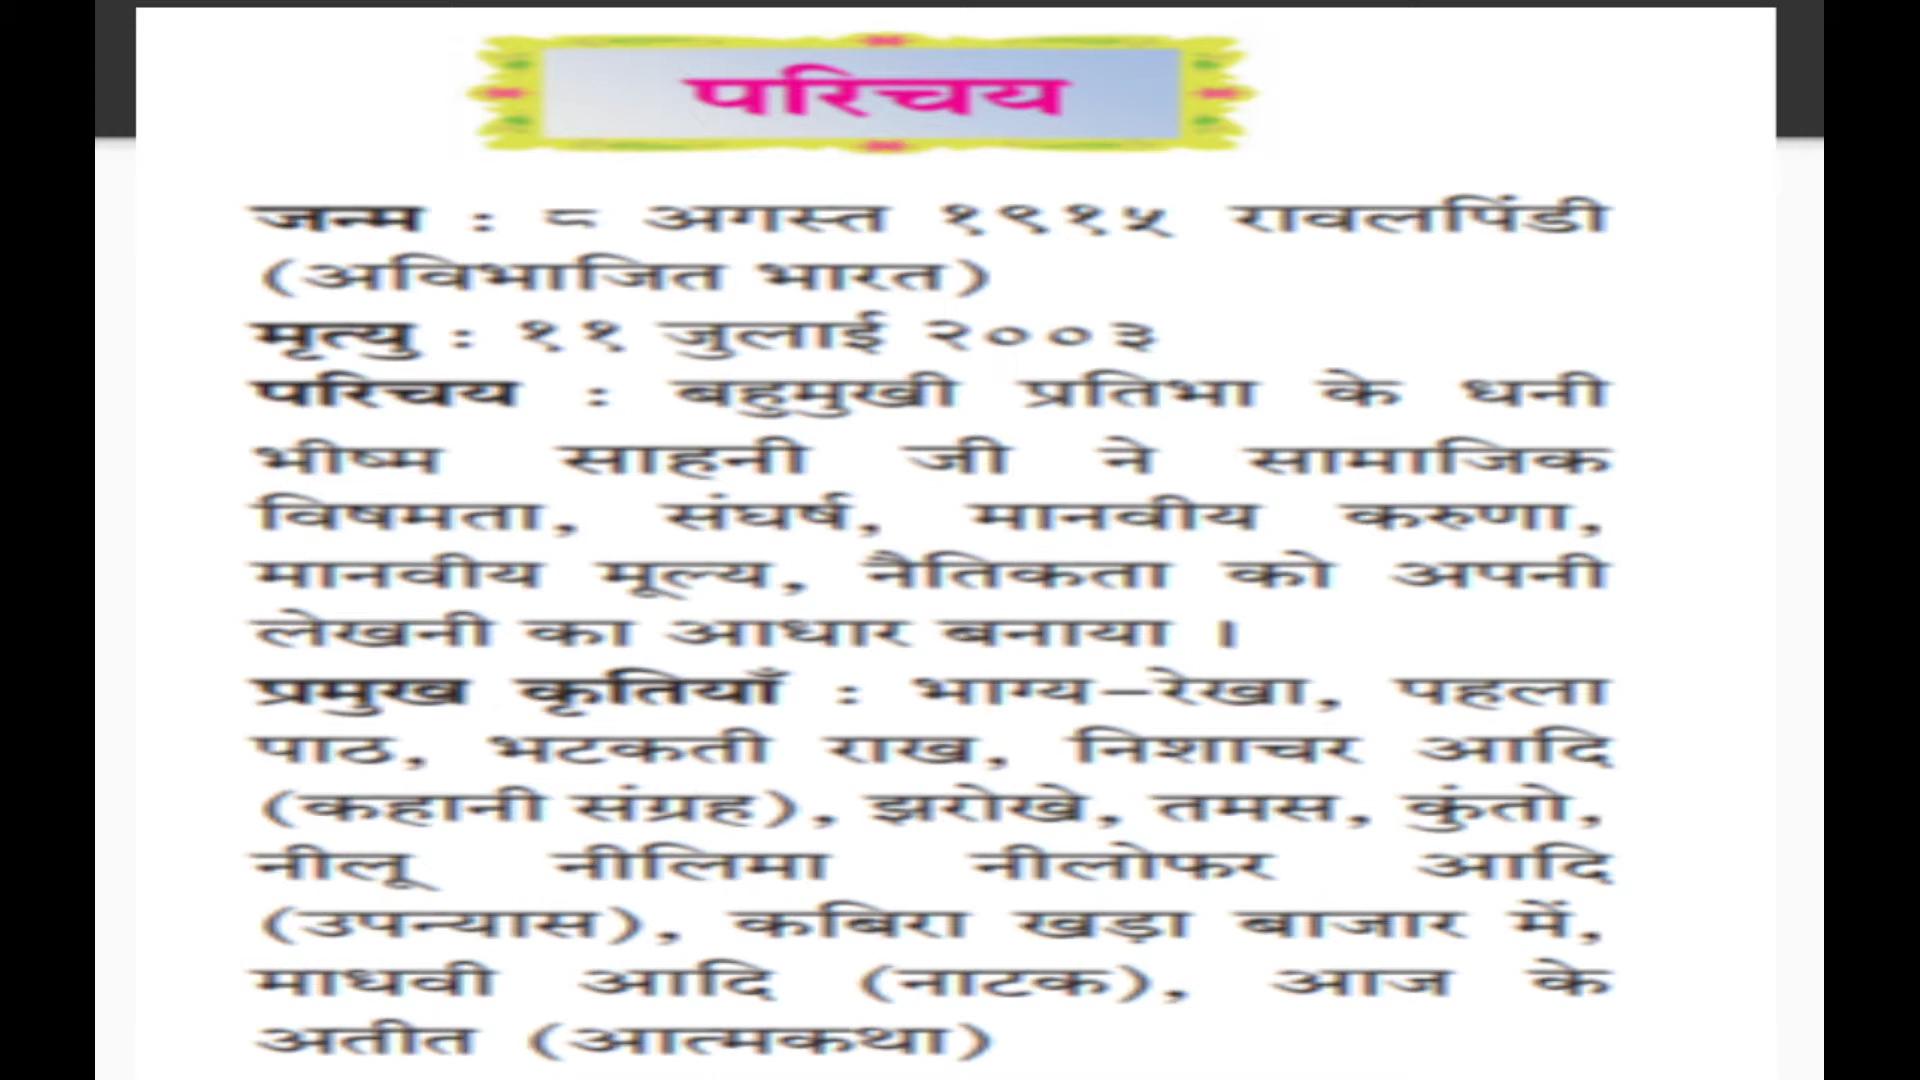 परिचय
जन्म : ८ अगस्त १९१५ रावलपिंडी
(अविभाजित भारत)
मृत्यु : ११ जुलाई २००३
परिचय : बहुमुखी प्रतिभा के धनी
भीष्म साहनी जी ने सामाजिक
विषमता, संघर्ष, मानवीय करुणा,
मानवीय मूल्य, नैतिकता को अपनी
लेखनी का आधार बनाया ।
प्रमुख कृतियाँ : भाग्य-रेखा, पहला
पाठ, भटकती राख, निशाचर आदि
(कहानी संग्रह), झरोखे, तमस, कुंतो,
नीलू नीलिमा नीलोफर आदि
(उपन्यास), कबिरा खड़ा बाजार में,
माधवी आदि (नाटक), आज के
अतीत (आत्मकथा)